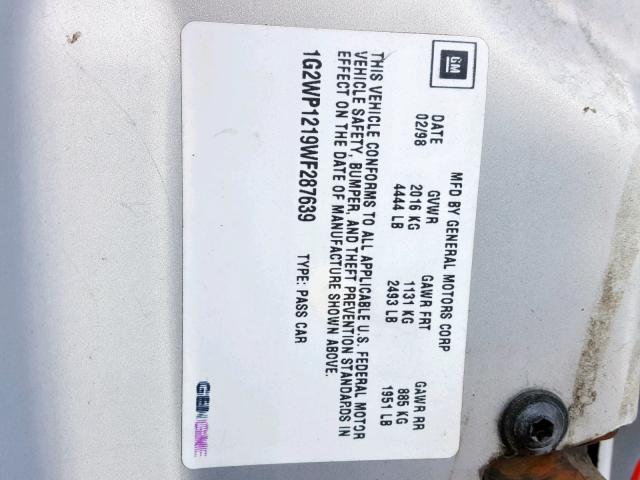 GM
MFD BY GENERAL MOTORS CORP
DATE GVWR GAWR FRT GAWR RR
02/98 2016 KG 1131 KG 885 KG
4444 LB 2493 LB 1951 LB
THIS VEHICLE CONFORMS TO ALL APPLICABLE U.S. FEDERAL MOTOR
VEHICLE SAFETY, BUMPER, AND THEFT PREVENTION STANDARDS IN
EFFECT ON THE DATE OF MANUFACTURE SHOWN ABOVE.
1G2WP1219WF287639 TYPE: PASS CAR